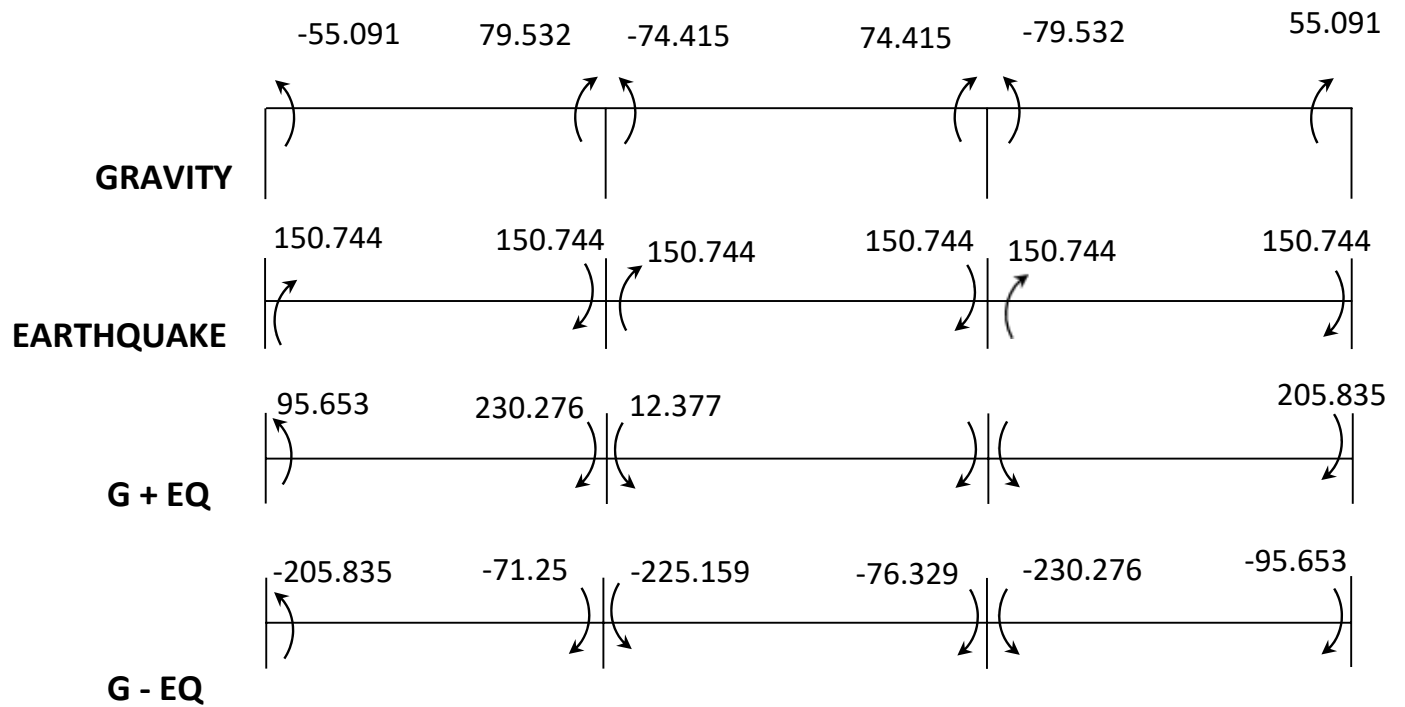 -55.091 79.532 -74.415 74.415 -79.532 55.091
GRAVITY
150.744 150.744 150.744 150.744 150.744 150.744
EARTHQUAKE
95.653 230.276 12.377 205.835
G + EQ
-205.835 -71.25 -225.159 -76.329 -230.276 -95.653
G - EQ